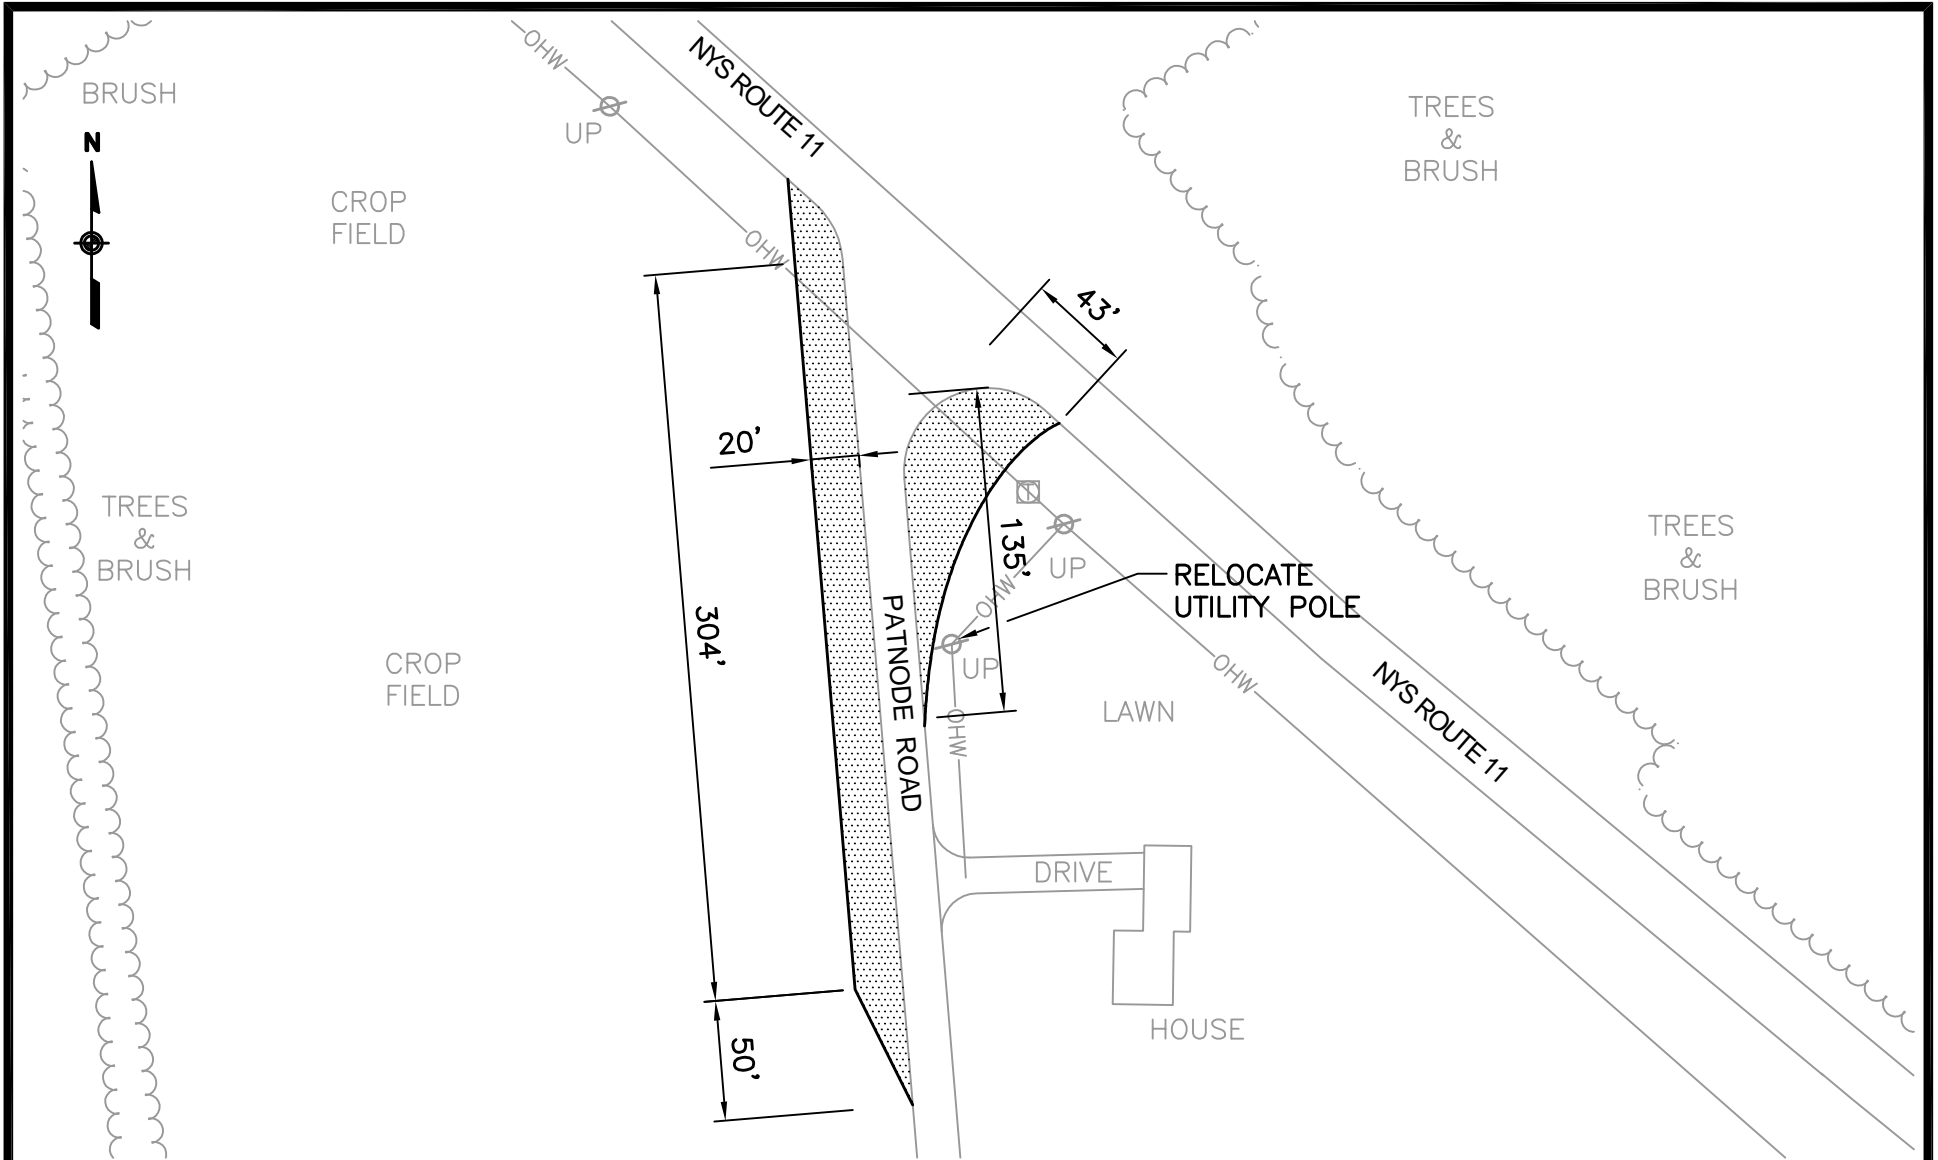 BRUSH
N
OHW
UP
NYS ROUTE 11
TREES
&
BRUSH
CROP
FIELD
OHW
43'
20'
TREES
&
BRUSH
135'
UP
OHW
RELOCATE
UTILITY POLE
TREES
&
BRUSH
304'
PATNODE ROAD
UP
CROP
FIELD
OHW
OHW
LAWN
NYS ROUTE 11
DRIVE
HOUSE
50'
T